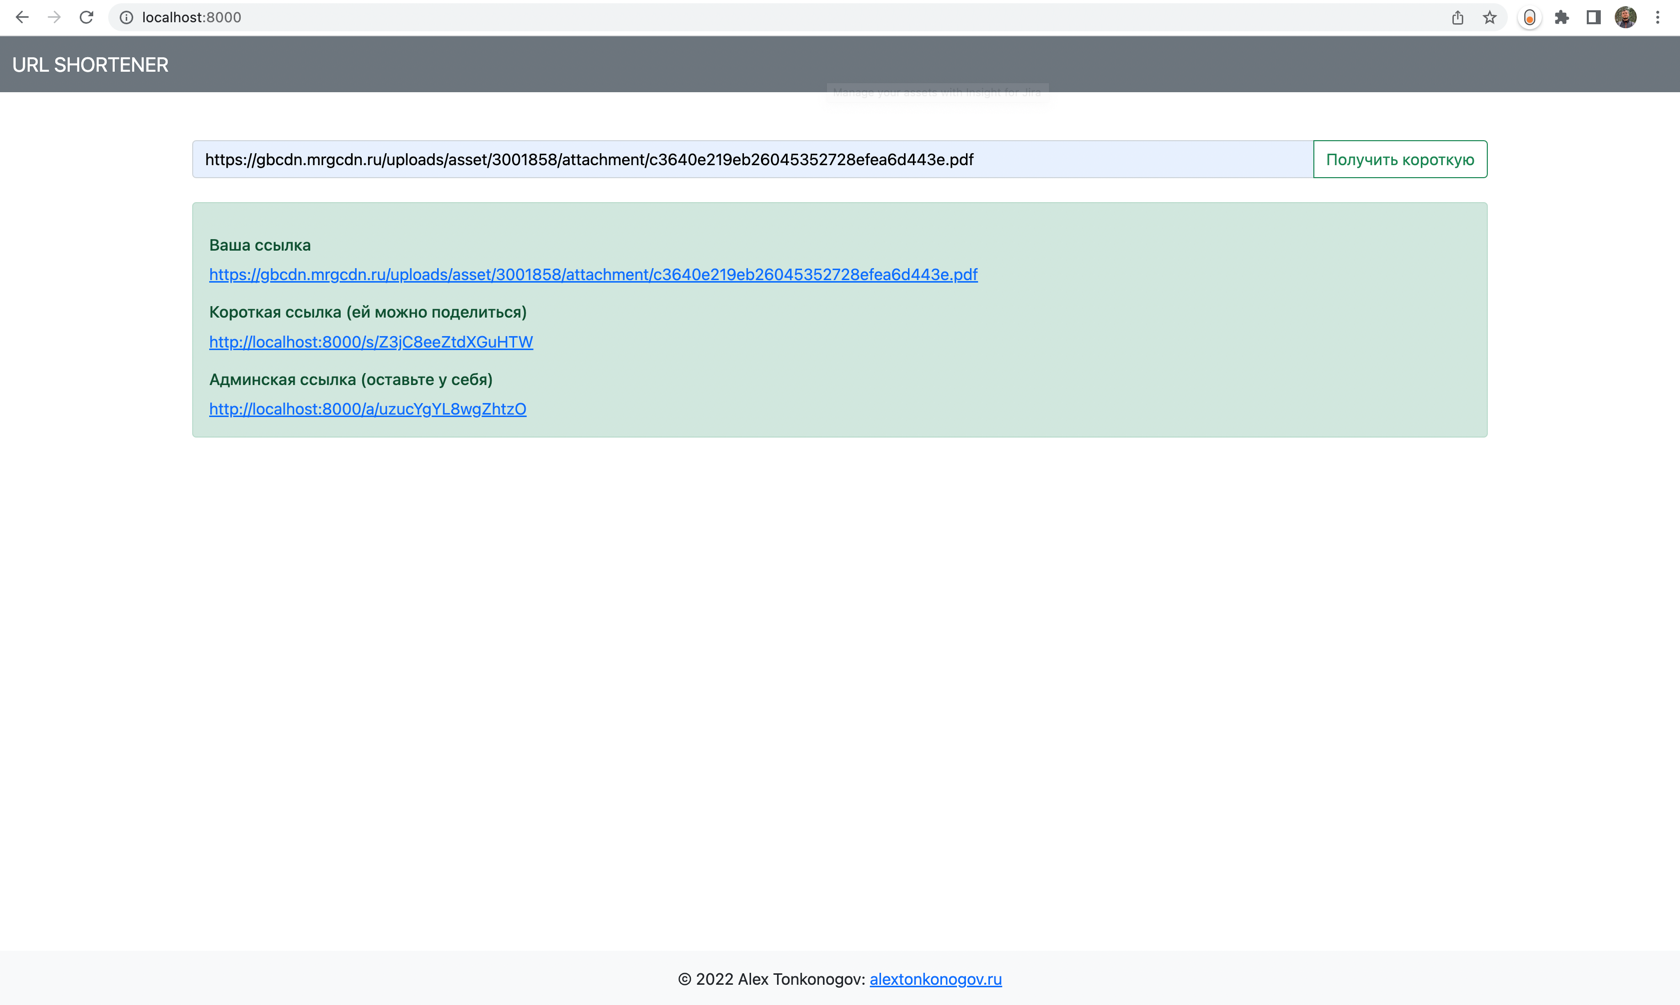 localhost:8000
URL SHORTENER
Manage your assets with Insight for Jira
https://gbcdn.mrgcdn.ru/uploads/asset/3001858/attachment/c3640e219eb26045352728efea6d443e.pdf
Получить короткую
Ваша ссылка
https://gbcdn.mrgcdn.ru/uploads/asset/3001858/attachment/c3640e219eb26045352728efea6d443e.pdf
Короткая ссылка (ей можно поделиться)
http://localhost:8000/s/Z3jC8eeZtdXGuHTW
Админская ссылка (оставьте у себя)
http://localhost:8000/a/uzucYgYL8wgZhtzO
© 2022 Alex Tonkonogov: alextonkonogov.ru